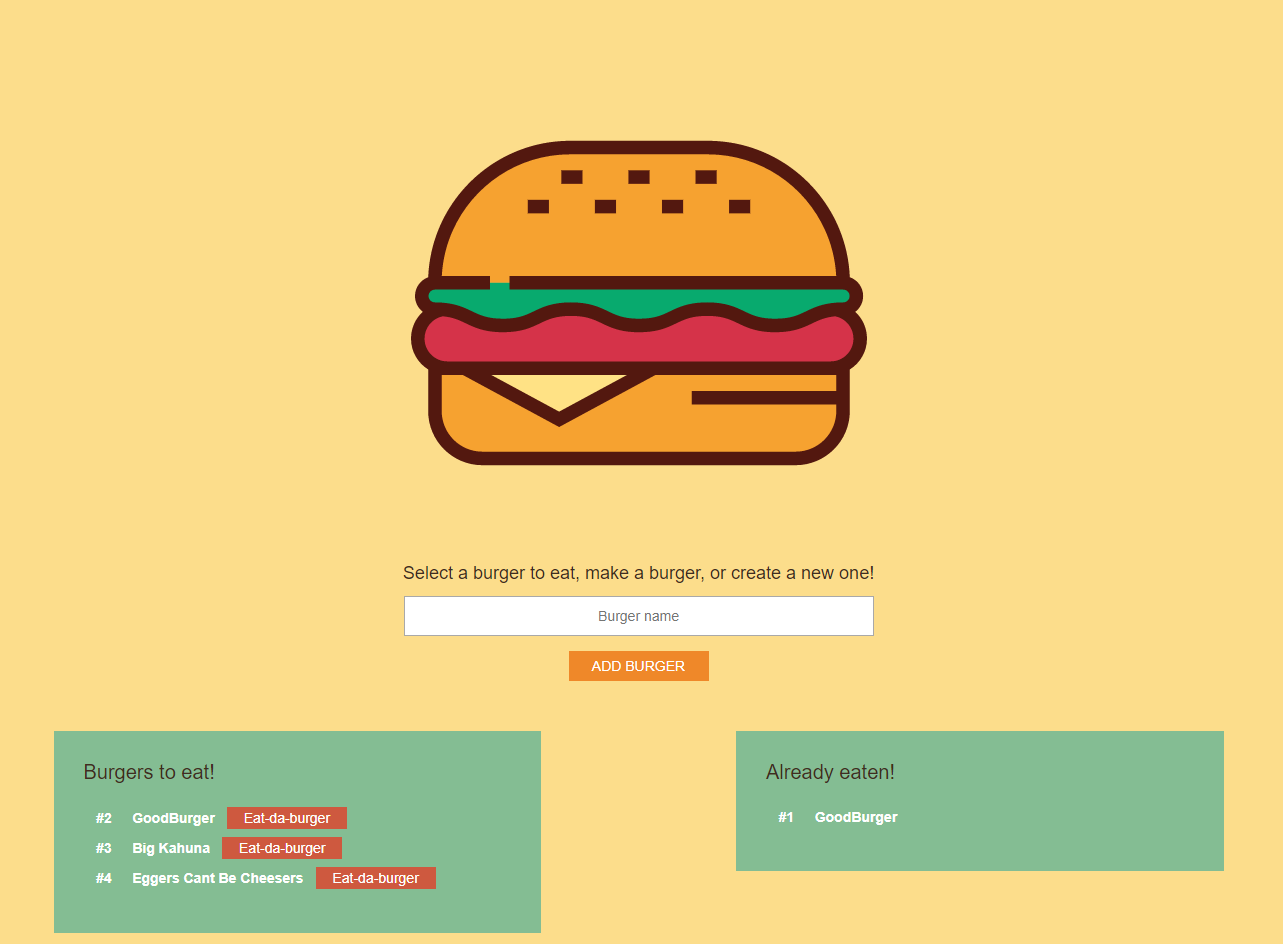 Select a burger to eat, make a burger, or create a new one!
Burger name
ADD BURGER
Burgers to eat!
#2 GoodBurger Eat-da-burger
#3 Big Kahuna Eat-da-burger
#4 Eggers Cant Be Cheesers Eat-da-burger
Already eaten!
#1 GoodBurger